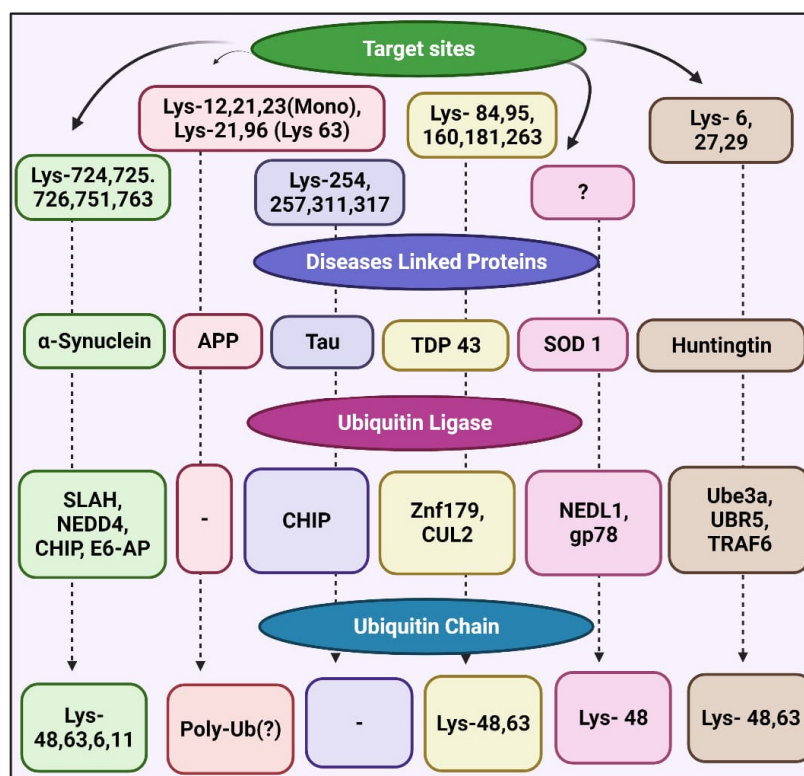 Target sites
Lys-12,21,23(Mono),
Lys-21,96 (Lys 63)
Lys- 84,95,
160,181,263
Lys- 6,
27,29
Lys-724,725.
726,751,763
Lys-254,
257,311,317
?
Diseases Linked Proteins
α-Synuclein
APP
Tau
TDP 43
SOD 1
Huntingtin
Ubiquitin Ligase
SLAH,
NEDD4,
CHIP, E6-AP
-
CHIP
Znf179,
CUL2
NEDL1,
gp78
Ube3a,
UBR5,
TRAF6
Ubiquitin Chain
Lys-
48,63,6,11
Poly-Ub(?)
-
Lys-48,63
Lys- 48
Lys- 48,63